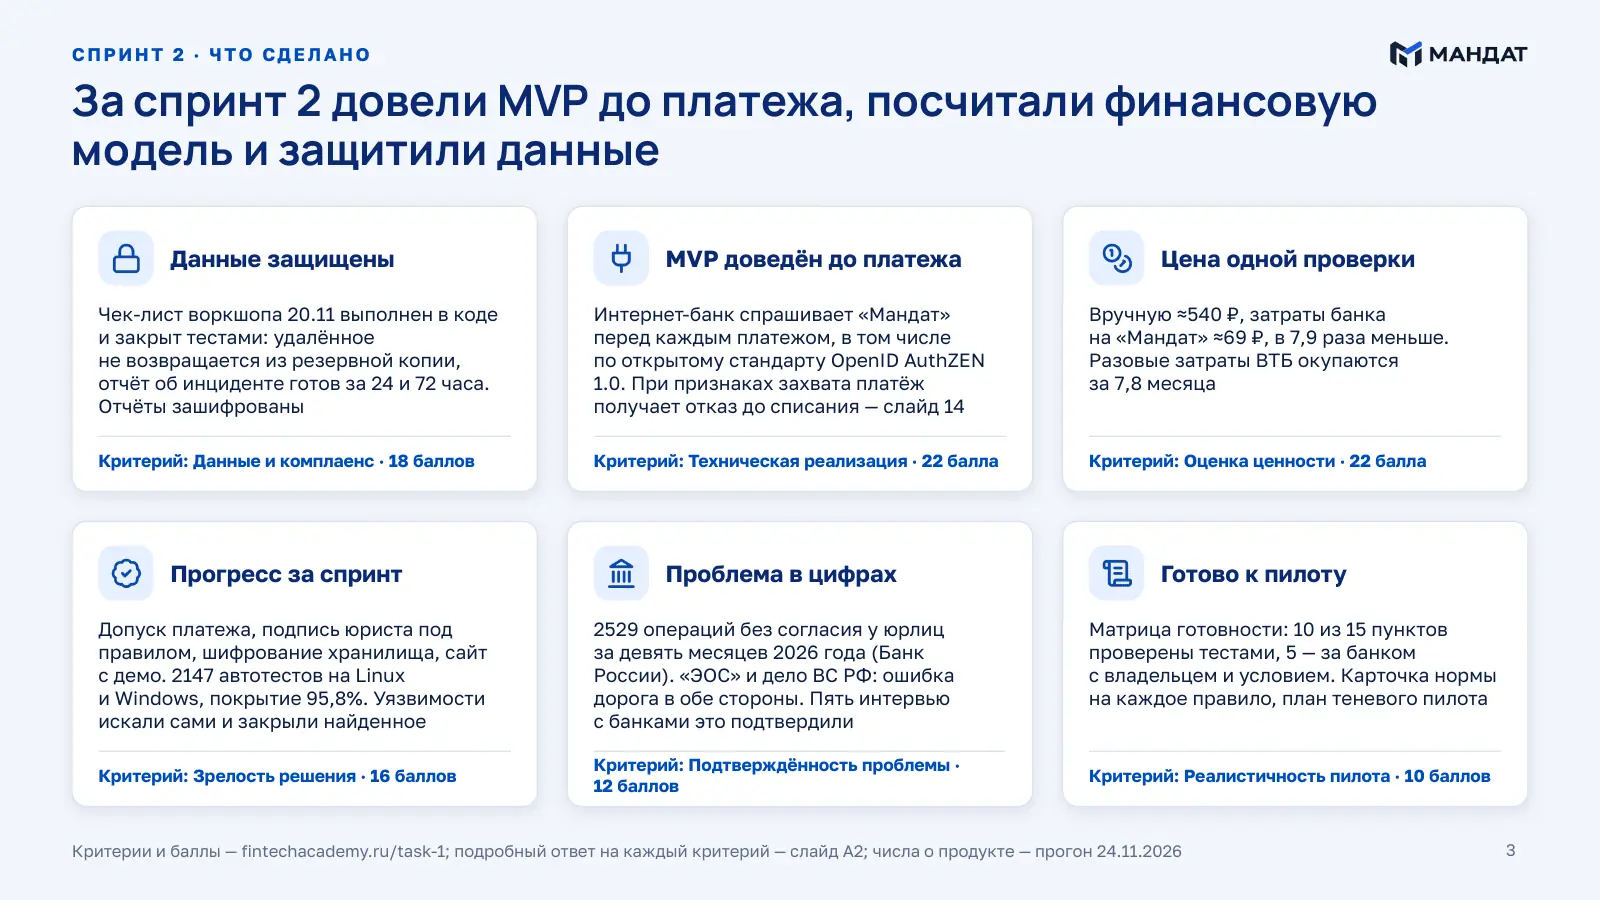 СПРИНТ 2 · ЧТО СДЕЛАНО
МАНДАТ
За спринт 2 довели MVP до платежа, посчитали финансовую
модель и защитили данные
Данные защищены
Чек-лист воркшопа 20.11 выполнен в коде
и закрыт тестами: удалённое
не возвращается из резервной копии,
отчёт об инциденте готов за 24 и 72 часа.
Отчёты зашифрованы
Критерий: Данные и комплаенс · 18 баллов
MVP доведён до платежа
Интернет-банк спрашивает «Мандат»
перед каждым платежом, в том числе
по открытому стандарту OpenID AuthZEN
1.0. При признаках захвата платёж
получает отказ до списания — слайд 14
Критерий: Техническая реализация · 22 балла
Цена одной проверки
Вручную ≈540 ₽, затраты банка
на «Мандат» ≈69 ₽, в 7,9 раза меньше.
Разовые затраты ВТБ окупаются
за 7,8 месяца
Критерий: Оценка ценности · 22 балла
Прогресс за спринт
Допуск платежа, подпись юриста под
правилом, шифрование хранилища, сайт
с демо. 2147 автотестов на Linux
и Windows, покрытие 95,8%. Уязвимости
искали сами и закрыли найденное
Критерий: Зрелость решения · 16 баллов
Проблема в цифрах
2529 операций без согласия у юрлиц
за девять месяцев 2026 года (Банк
России). «ЭОС» и дело ВС РФ: ошибка
дорога в обе стороны. Пять интервью
с банками это подтвердили
Критерий: Подтверждённость проблемы ·
12 баллов
Готово к пилоту
Матрица готовности: 10 из 15 пунктов
проверены тестами, 5 — за банком
с владельцем и условием. Карточка нормы
на каждое правило, план теневого пилота
Критерий: Реалистичность пилота · 10 баллов
Критерии и баллы — fintechacademy.ru/task-1; подробный ответ на каждый критерий — слайд А2; числа о продукте — прогон 24.11.2026
3